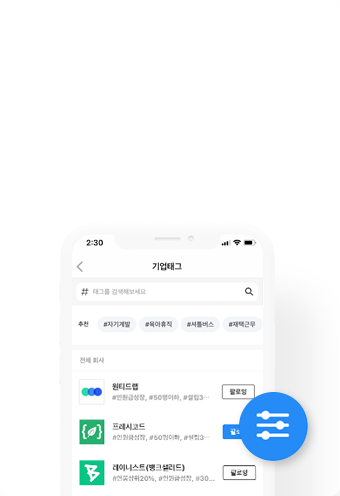 2:30
기업태그
# 태그를 검색해보세요
추천 #자기계발 #육아휴직 #셔틀버스 #재택근무
전체 회사
원티드랩
팔로잉
#인원급성장, #50명이하, #설립3…
프레시코드
팔로
#인원급성장, #50명이하, #설립3…
레이니스트(뱅크샐러드)
팔로잉
#연봉상위20%, #인원급성장, #30…